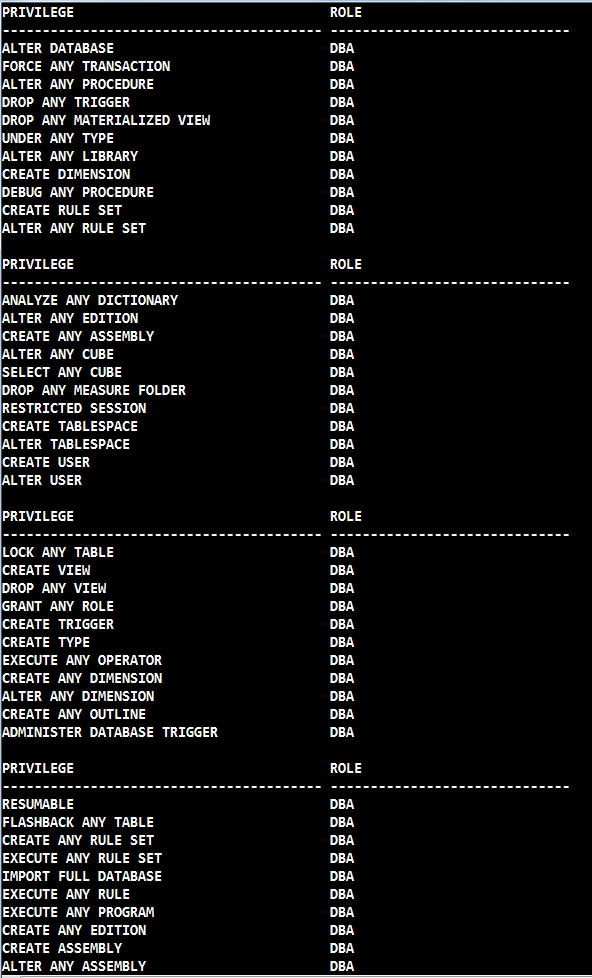 PRIVILEGE ROLE
---------------------------------------- ------------------------------
ALTER DATABASE DBA
FORCE ANY TRANSACTION DBA
ALTER ANY PROCEDURE DBA
DROP ANY TRIGGER DBA
DROP ANY MATERIALIZED VIEW DBA
UNDER ANY TYPE DBA
ALTER ANY LIBRARY DBA
CREATE DIMENSION DBA
DEBUG ANY PROCEDURE DBA
CREATE RULE SET DBA
ALTER ANY RULE SET DBA
PRIVILEGE ROLE
---------------------------------------- ------------------------------
ANALYZE ANY DICTIONARY DBA
ALTER ANY EDITION DBA
CREATE ANY ASSEMBLY DBA
ALTER ANY CUBE DBA
SELECT ANY CUBE DBA
DROP ANY MEASURE FOLDER DBA
RESTRICTED SESSION DBA
CREATE TABLESPACE DBA
ALTER TABLESPACE DBA
CREATE USER DBA
ALTER USER DBA
PRIVILEGE ROLE
---------------------------------------- ------------------------------
LOCK ANY TABLE DBA
CREATE VIEW DBA
DROP ANY VIEW DBA
GRANT ANY ROLE DBA
CREATE TRIGGER DBA
CREATE TYPE DBA
EXECUTE ANY OPERATOR DBA
CREATE ANY DIMENSION DBA
ALTER ANY DIMENSION DBA
CREATE ANY OUTLINE DBA
ADMINISTER DATABASE TRIGGER DBA
PRIVILEGE ROLE
---------------------------------------- ------------------------------
RESUMABLE DBA
FLASHBACK ANY TABLE DBA
CREATE ANY RULE SET DBA
EXECUTE ANY RULE SET DBA
IMPORT FULL DATABASE DBA
EXECUTE ANY RULE DBA
EXECUTE ANY PROGRAM DBA
CREATE ANY EDITION DBA
CREATE ASSEMBLY DBA
ALTER ANY ASSEMBLY DBA